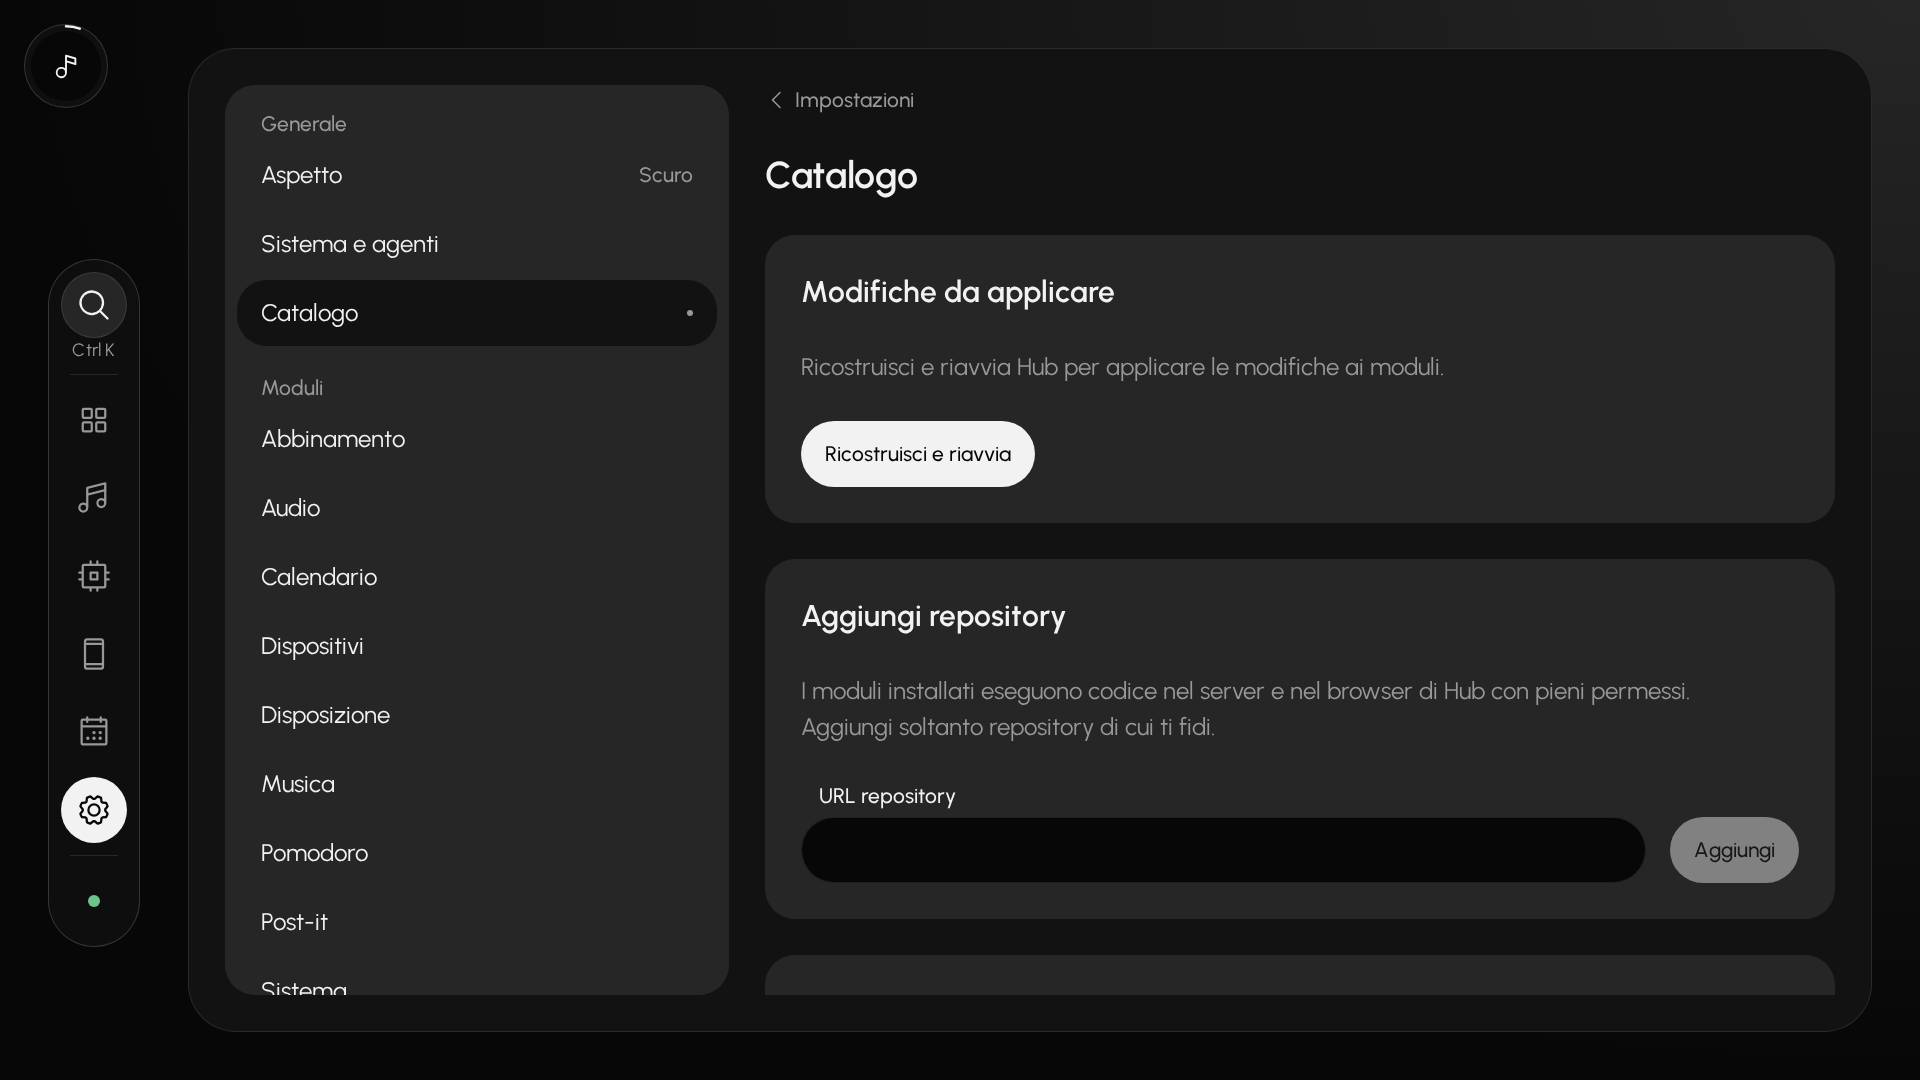 Ctrl K
Generale
Aspetto Scuro
Sistema e agenti
Catalogo
Moduli
Abbinamento
Audio
Calendario
Dispositivi
Disposizione
Musica
Pomodoro
Post-it
Sistema
Impostazioni
Catalogo
Modifiche da applicare
Ricostruisci e riavvia Hub per applicare le modifiche ai moduli.
Ricostruisci e riavvia
Aggiungi repository
I moduli installati eseguono codice nel server e nel browser di Hub con pieni permessi.
Aggiungi soltanto repository di cui ti fidi.
URL repository
Aggiungi